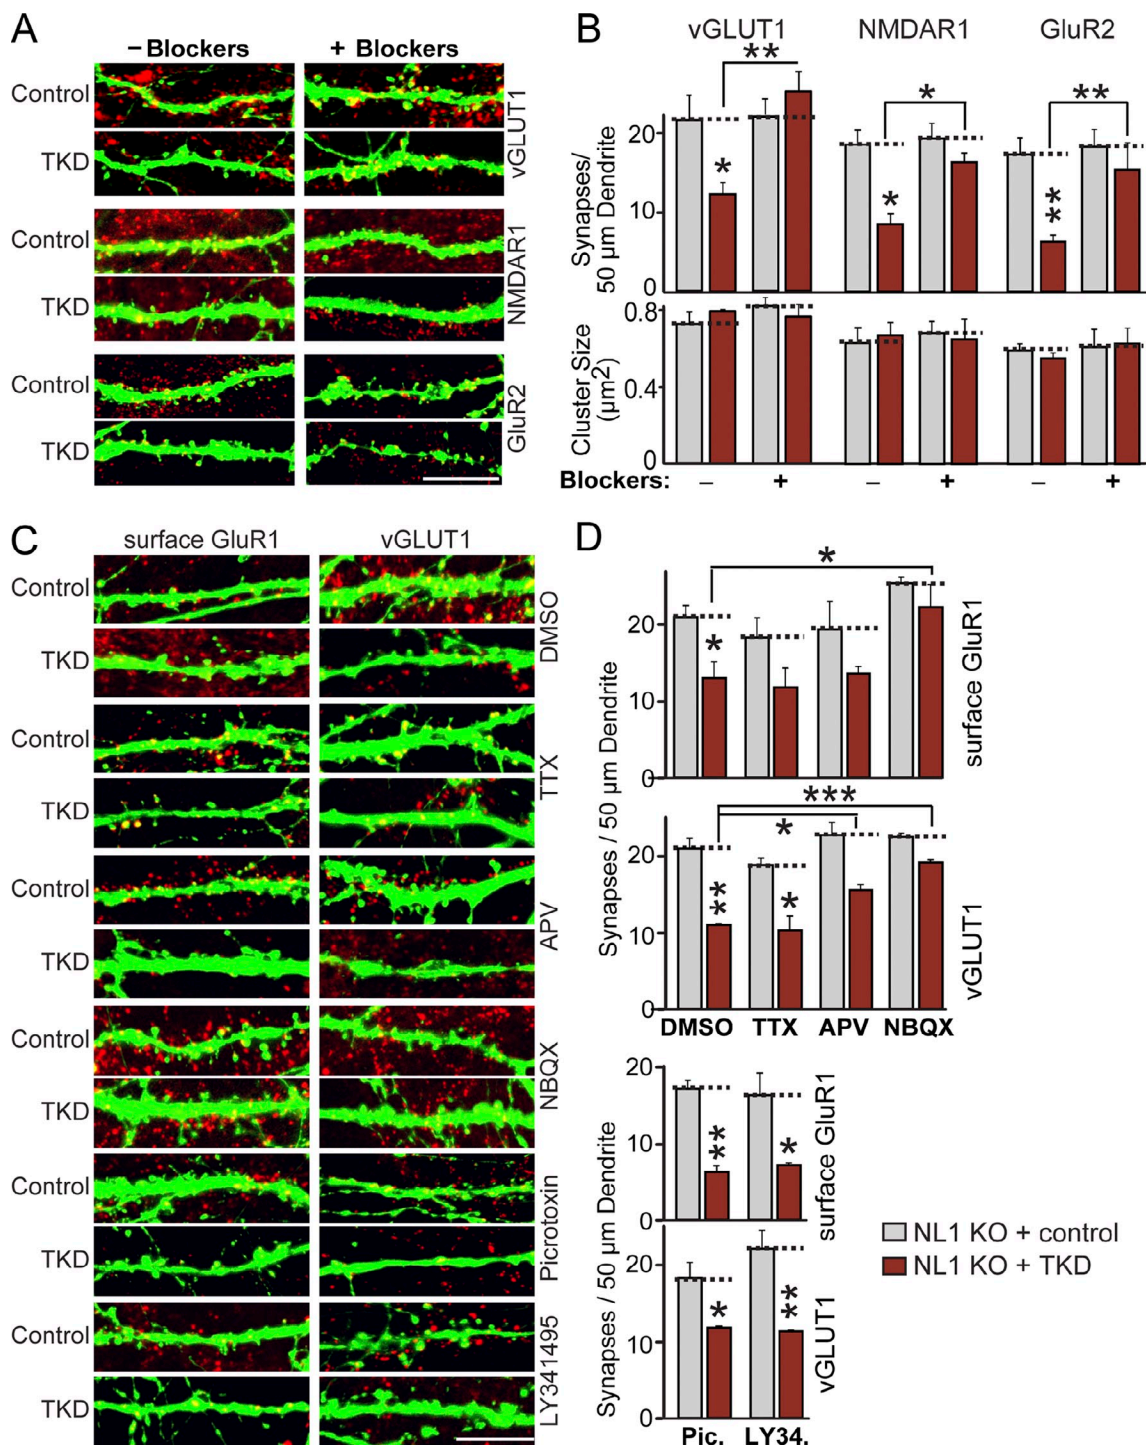 A
− Blockers
+ Blockers
Control
TKD
vGLUT1
Control
TKD
NMDAR1
Control
TKD
GluR2
B
vGLUT1
NMDAR1
GluR2
**
*
**
*
*
**
Synapses/
50 µm Dendrite
20
10
0
Cluster Size
(µm2)
0.8
0.4
0
Blockers:
– + – + – +
C
surface GluR1
vGLUT1
Control
TKD
DMSO
Control
TKD
TTX
Control
TKD
APV
Control
TKD
NBQX
Control
TKD
Picrotoxin
Control
TKD
LY341495
D
*
*
20
10
0
surface GluR1
Synapses / 50 µm Dendrite
***
*
**
*
20
10
0
vGLUT1
DMSO TTX APV NBQX
20
10
0
**
*
surface GluR1
Synapses / 50 µm Dendrite
20
10
0
*
**
vGLUT1
Pic. LY34.
NL1 KO + control
NL1 KO + TKD